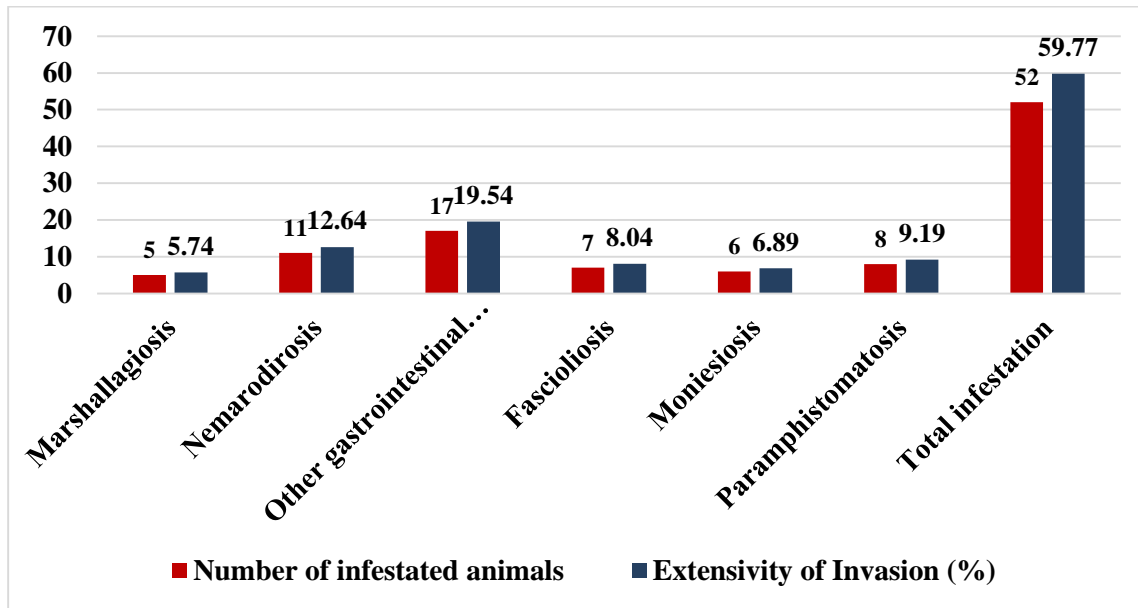 70
60
50
40
30
20
10
0
5 5.74
11 12.64
17 19.54
7 8.04
6 6.89
8 9.19
52 59.77
Marshallagiosis
Nemarodirosis
Other gastrointestinal…
Fascioliosis
Moniesiosis
Paramphistomatosis
Total infestation
Number of infestated animals
Extensivity of Invasion (%)